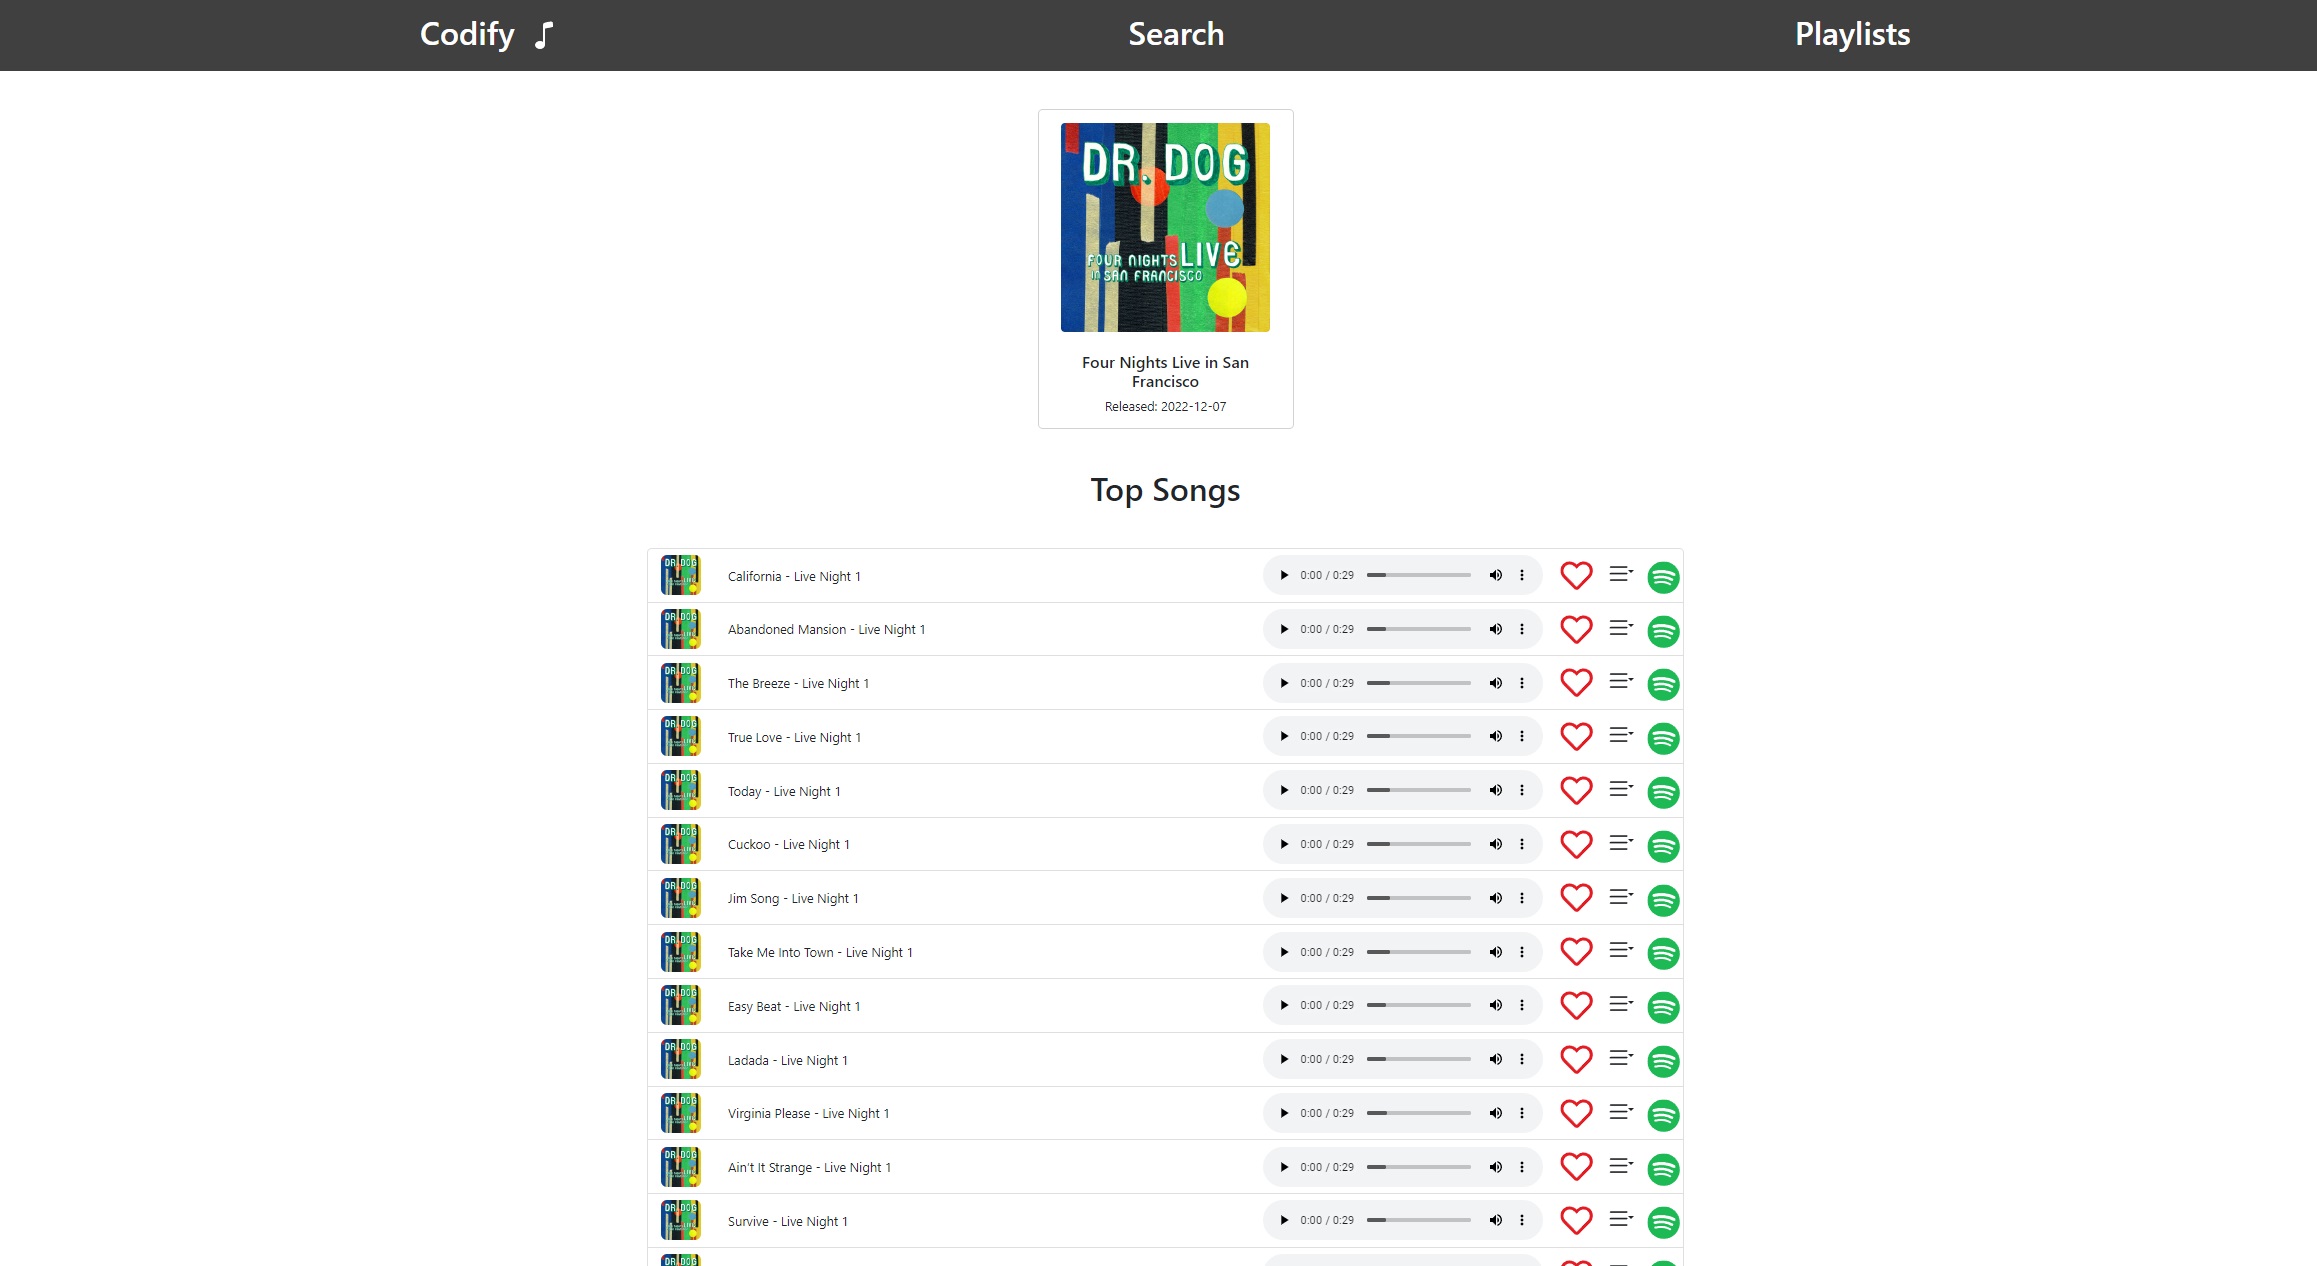 Codify
Search
Playlists
DR. DOG
FOUR NIGHTS LIVE
IN SAN FRANCISCO
Four Nights Live in San
Francisco
Released: 2022-12-07
Top Songs
California - Live Night 1
0:00 / 0:29
Abandoned Mansion - Live Night 1
0:00 / 0:29
The Breeze - Live Night 1
0:00 / 0:29
True Love - Live Night 1
0:00 / 0:29
Today - Live Night 1
0:00 / 0:29
Cuckoo - Live Night 1
0:00 / 0:29
Jim Song - Live Night 1
0:00 / 0:29
Take Me Into Town - Live Night 1
0:00 / 0:29
Easy Beat - Live Night 1
0:00 / 0:29
Ladada - Live Night 1
0:00 / 0:29
Virginia Please - Live Night 1
0:00 / 0:29
Ain't It Strange - Live Night 1
0:00 / 0:29
Survive - Live Night 1
0:00 / 0:29